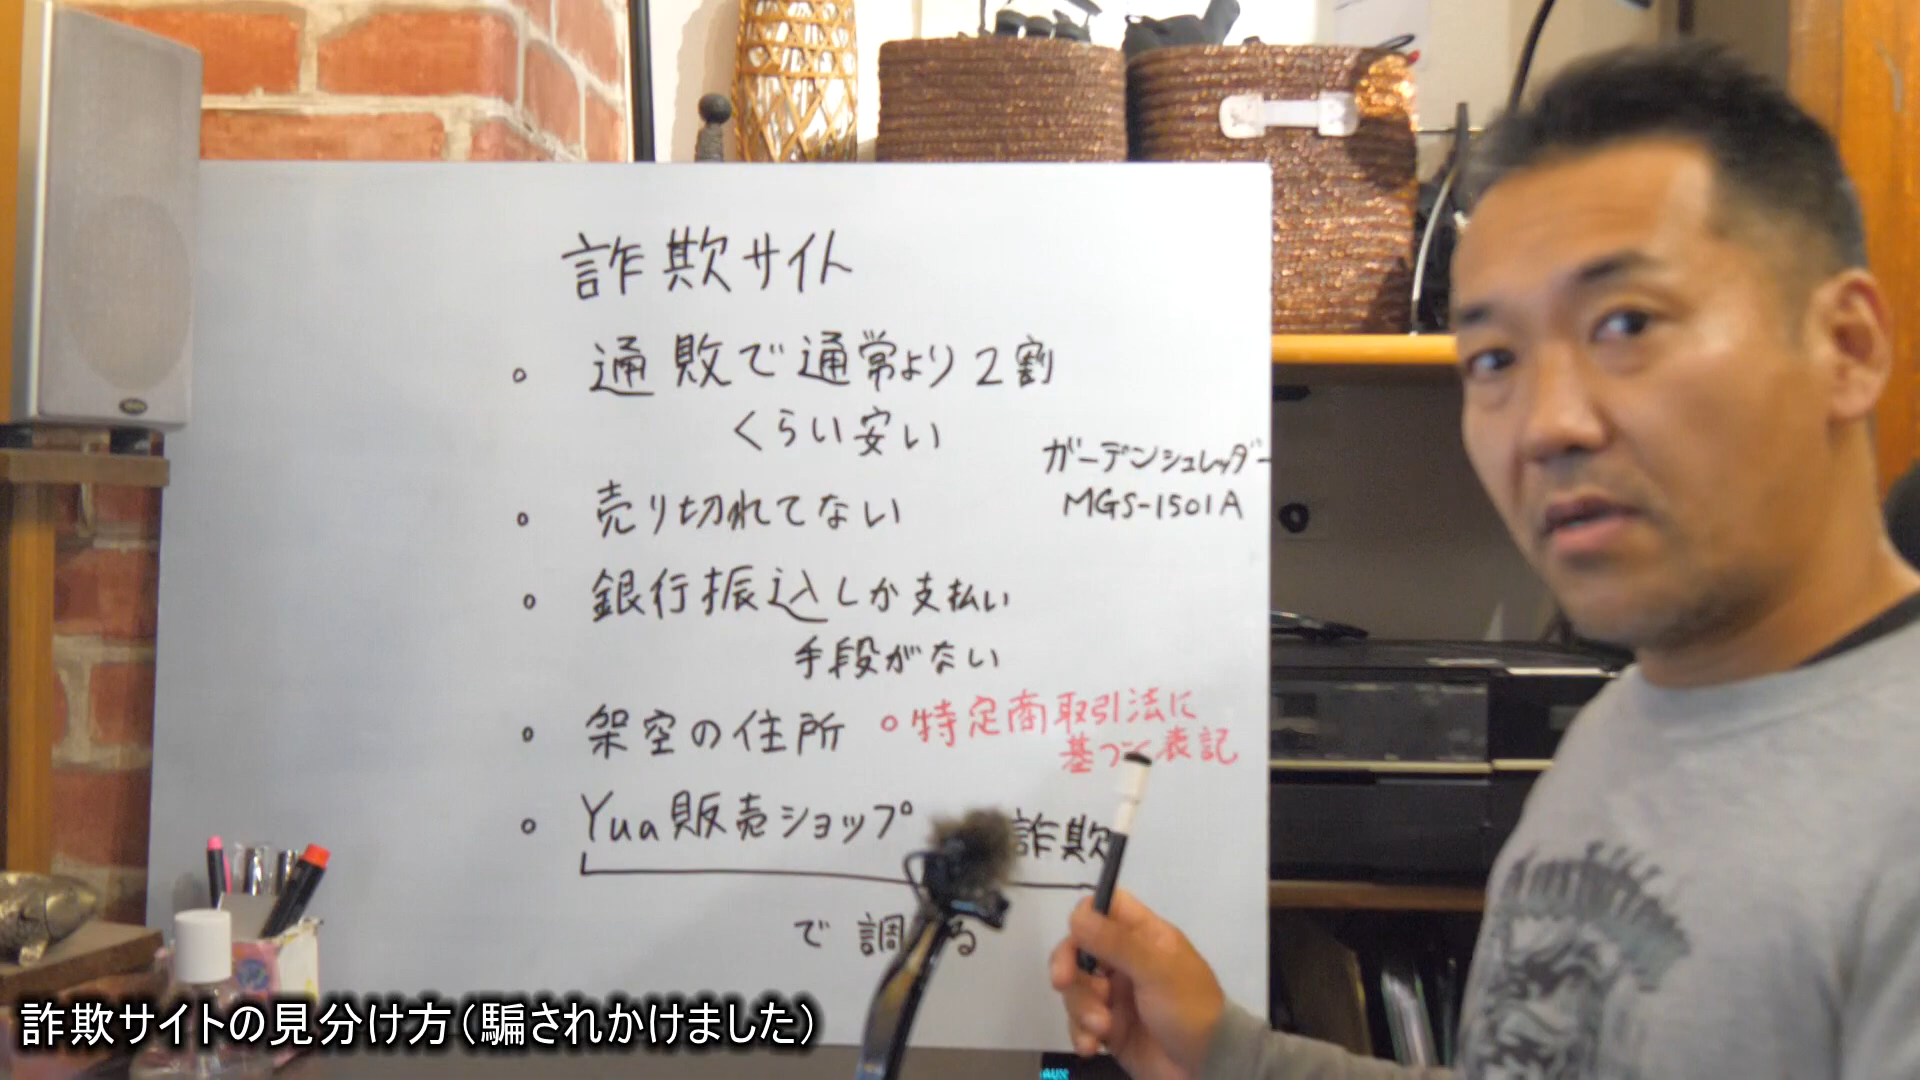 詐欺サイト
。通敗で通常より2割
くらい安い
ガーデンシュレッダー
MGS-1501A
。売り切れてない
。銀行振込しか支払い
手段がない
。架空の住所
。特定商取引法に
基づく表記
。Yua販売ショップ
詐欺
で調
る
詐欺サイトの見分け方(騙されかけました)
AUX